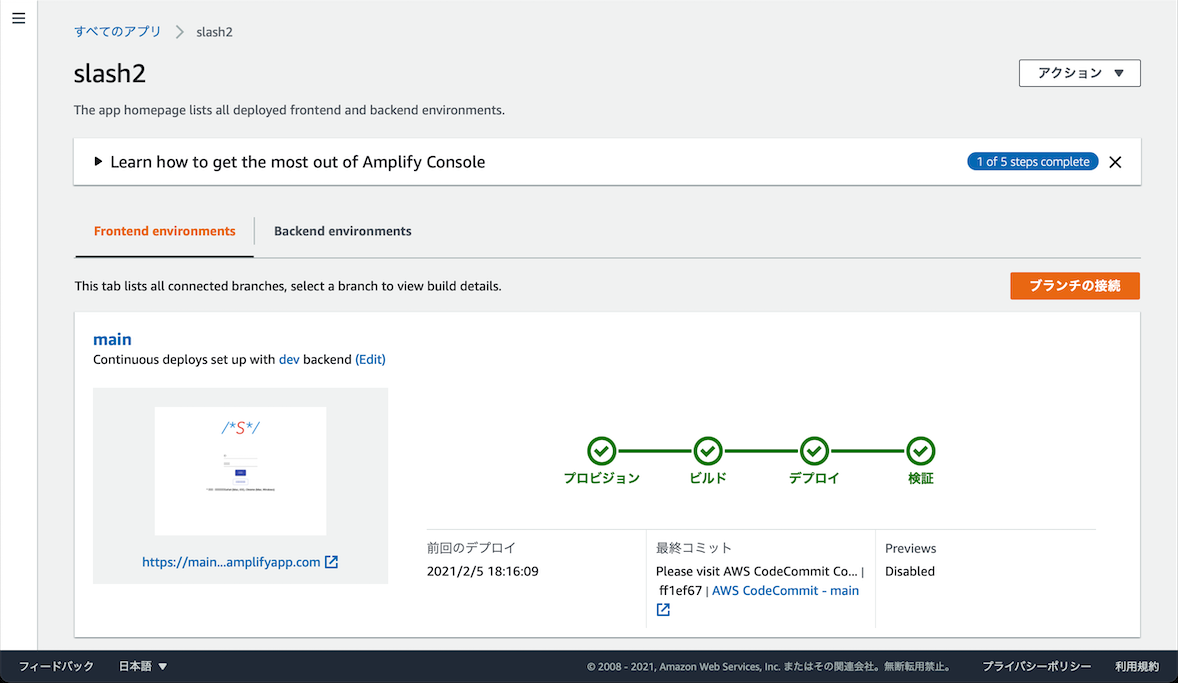 すべてのアプリ > slash2
slash2
アクション ▼
The app homepage lists all deployed frontend and backend environments.
Learn how to get the most out of Amplify Console
1 of 5 steps complete
Frontend environments
Backend environments
This tab lists all connected branches, select a branch to view build details.
ブランチの接続
main
Continuous deploys set up with dev backend (Edit)
/*S*/
https://main...amplifyapp.com
プロビジョン
ビルド
デプロイ
検証
前回のデプロイ
2021/2/5 18:16:09
最終コミット
Please visit AWS CodeCommit Co... |
ff1ef67 | AWS CodeCommit - main
Previews
Disabled
フィードバック
日本語 ▼
© 2008 - 2021, Amazon Web Services, Inc. またはその関連会社。無断転用禁止。
プライバシーポリシー
利用規約